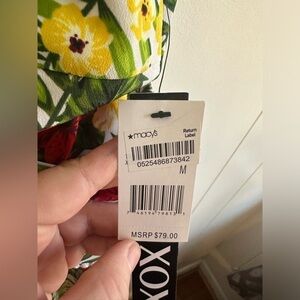 ★macy's
Return
Label
0525486873842
M
MSRP $79.00
XOX